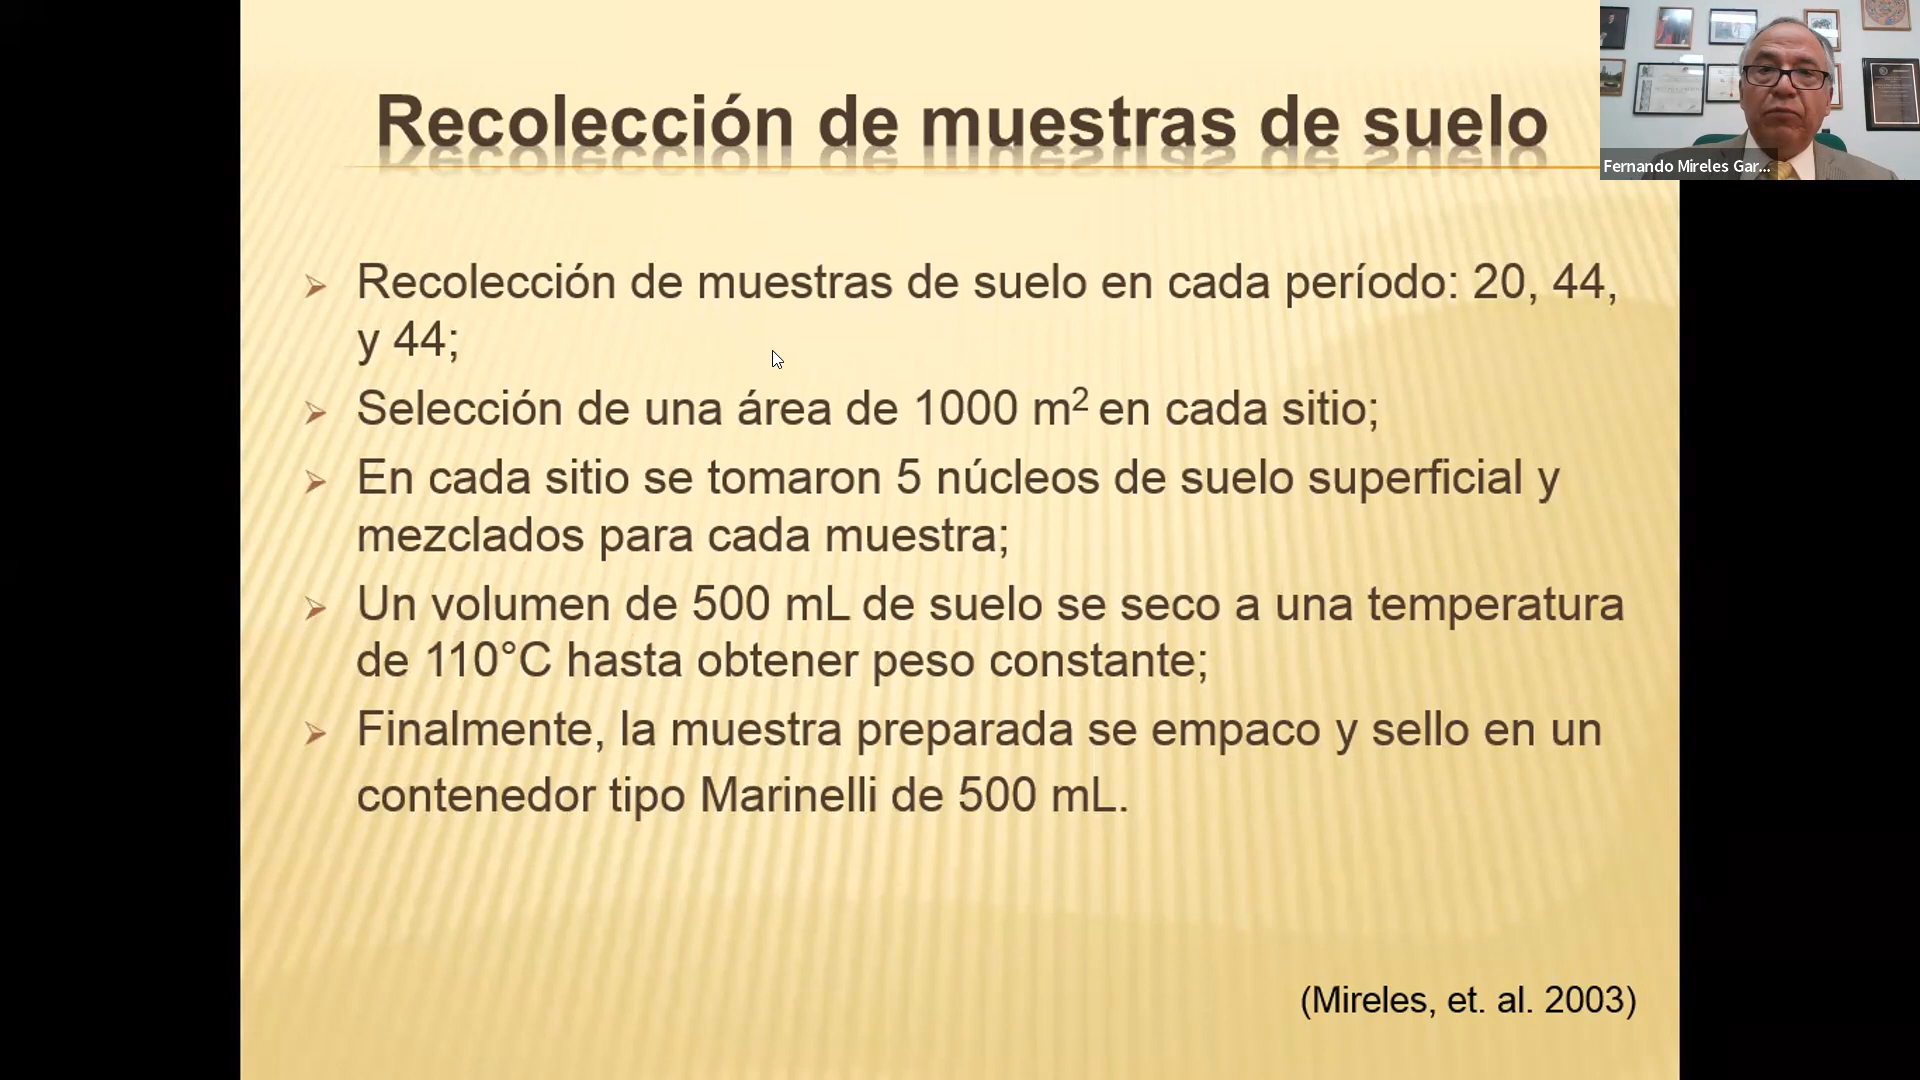 Recolección de muestras de suelo
Fernando Mireles Gar...
Recolección de muestras de suelo en cada período: 20, 44,
y 44;
Selección de una área de 1000 m² en cada sitio;
En cada sitio se tomaron 5 núcleos de suelo superficial y
mezclados para cada muestra;
Un volumen de 500 mL de suelo se seco a una temperatura
de 110°C hasta obtener peso constante;
Finalmente, la muestra preparada se empaco y sello en un
contenedor tipo Marinelli de 500 mL.
(Mireles, et. al. 2003)